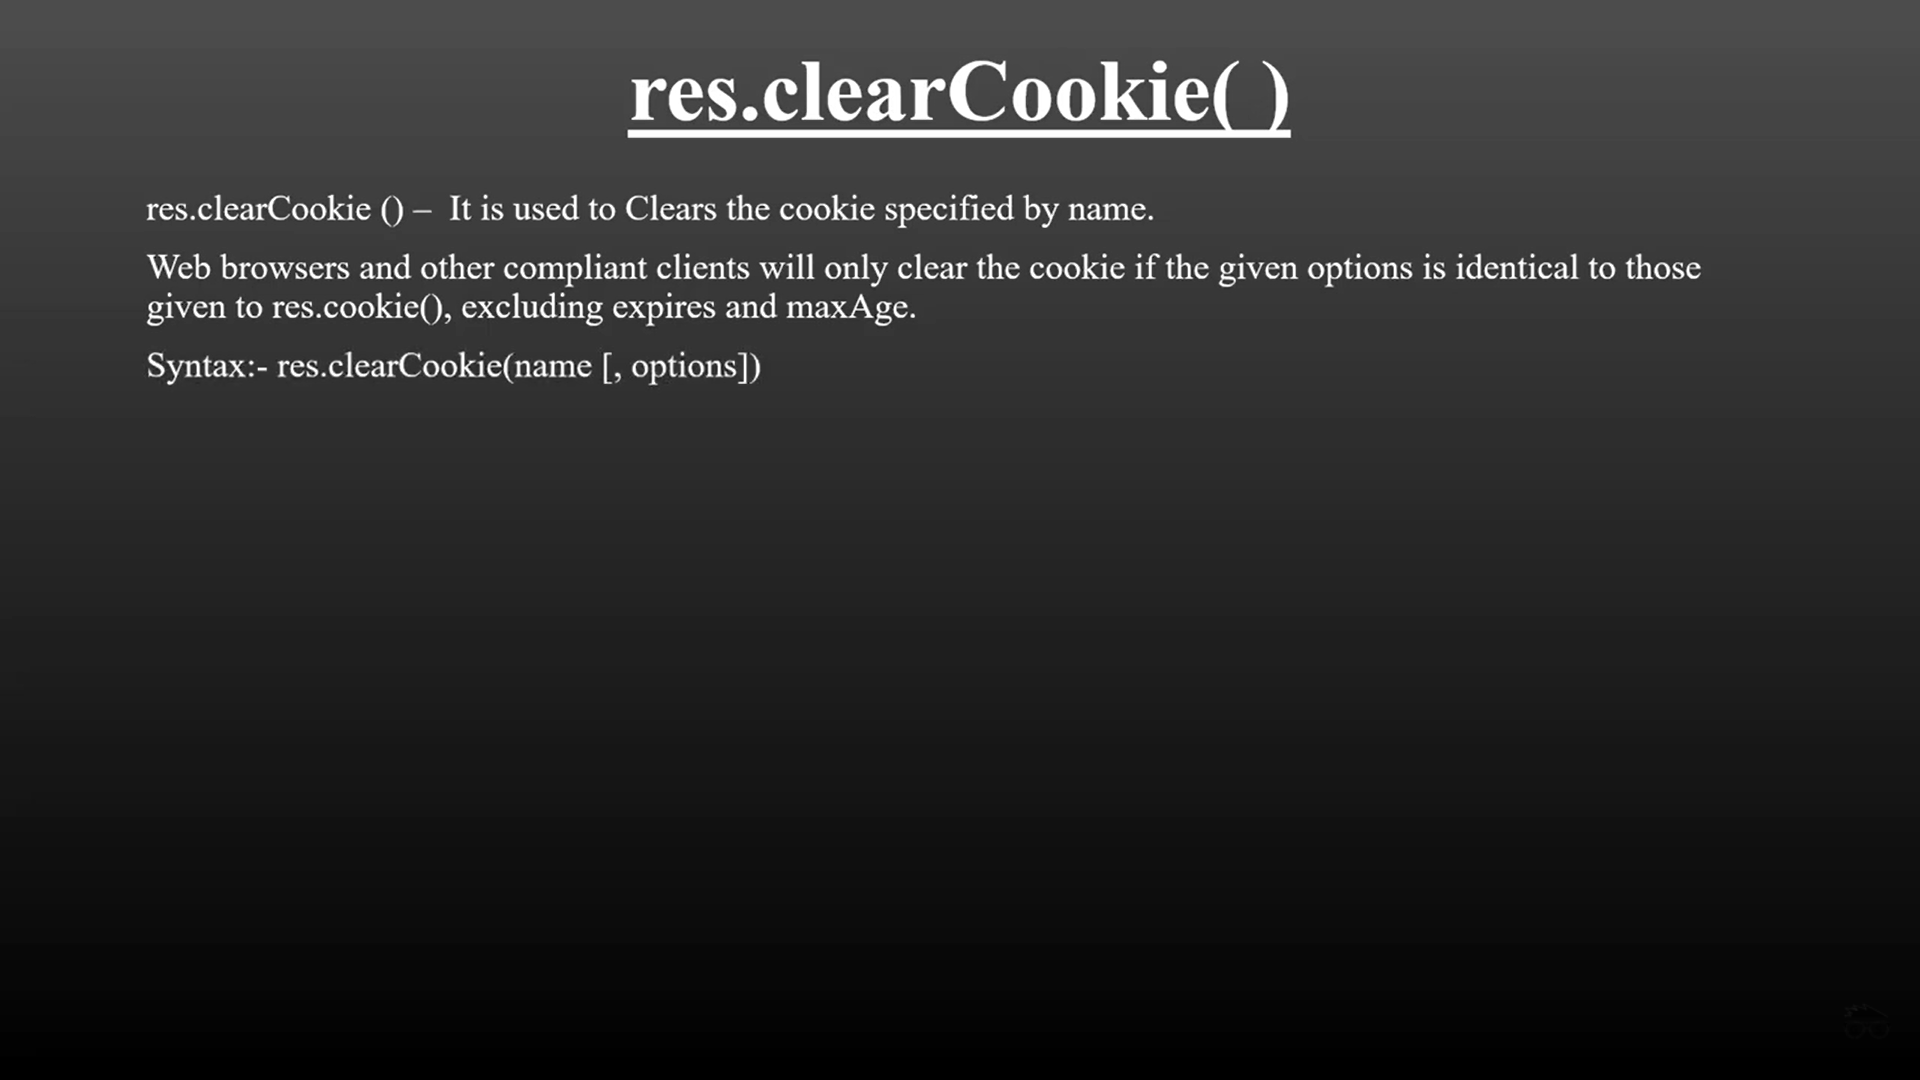 res.clearCookie( )
res.clearCookie () –  It is used to Clears the cookie specified by name.
Web browsers and other compliant clients will only clear the cookie if the given options is identical to those
given to res.cookie(), excluding expires and maxAge.
Syntax:- res.clearCookie(name [, options])